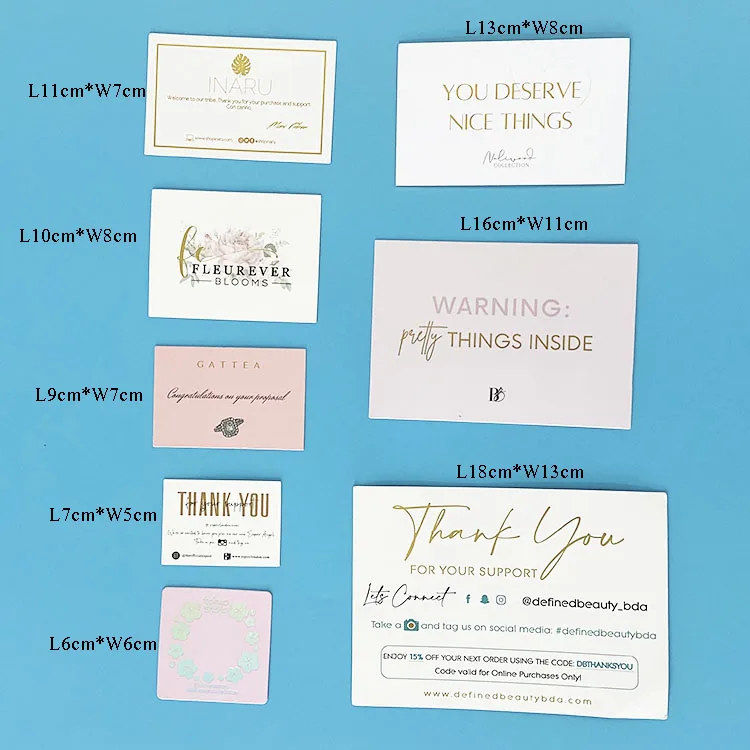 L11cm*W7cm
INARU
Welcome to our tribe. Thank you for your purchase and support.
L13cm*W8cm
YOU DESERVE
NICE THINGS
COLLECTION
L10cm*W8cm
fe
FLEUREVER
BLOOMS
L16cm*W11cm
WARNING:
pretty THINGS INSIDE
L9cm*W7cm
GATTEA
Congratulations on your proposal
L7cm*W5cm
THANK YOU
L18cm*W13cm
Thank You
FOR YOUR SUPPORT
Lets Connect @definedbeauty_bda
Take a and tag us on social media: #definedbeautybda
ENJOY 15% OFF YOUR NEXT ORDER USING THE CODE: DBTHANKSYOU
Code valid for Online Purchases Only!
www.definedbeautybda.com
L6cm*W6cm